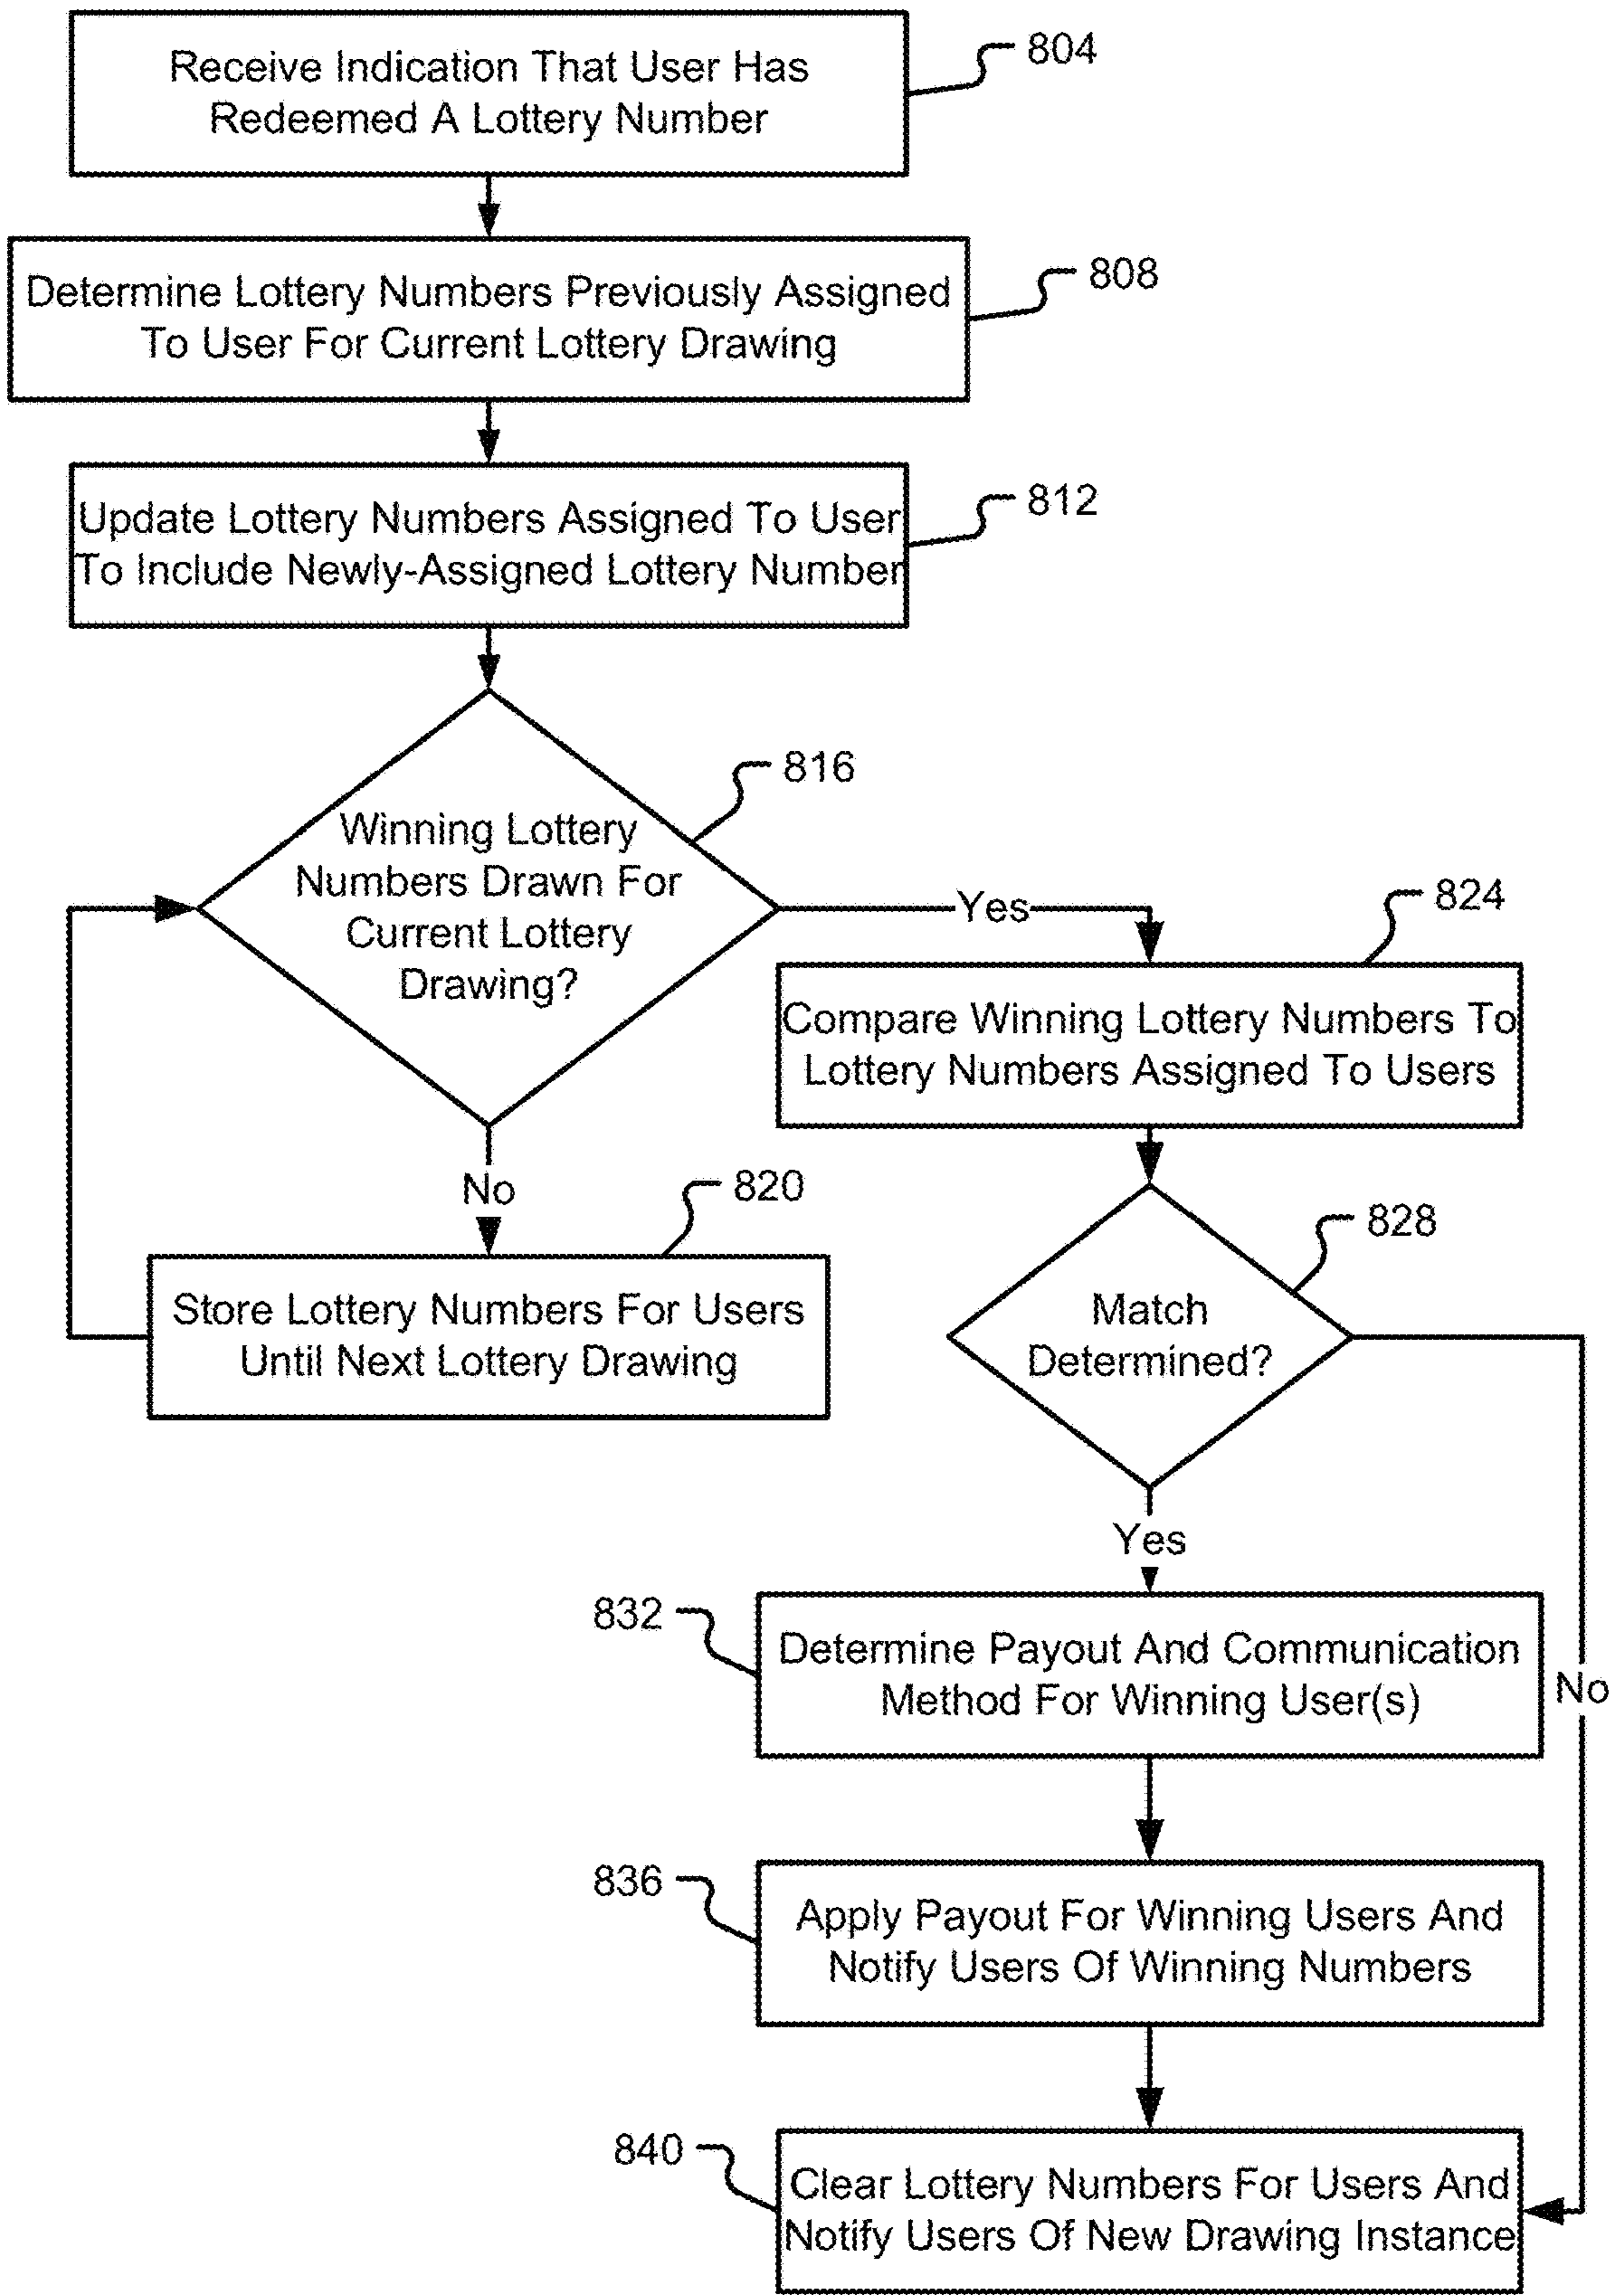 Receive Indication That User Has
Redeemed A Lottery Number
804
Determine Lottery Numbers Previously Assigned
To User For Current Lottery Drawing
808
Update Lottery Numbers Assigned To User
To Include Newly-Assigned Lottery Number
812
Winning Lottery
Numbers Drawn For
Current Lottery
Drawing?
816
Yes
No
Store Lottery Numbers For Users
Until Next Lottery Drawing
820
Compare Winning Lottery Numbers To
Lottery Numbers Assigned To Users
824
Match
Determined?
828
Yes
No
832
Determine Payout And Communication
Method For Winning User(s)
836
Apply Payout For Winning Users And
Notify Users Of Winning Numbers
840
Clear Lottery Numbers For Users And
Notify Users Of New Drawing Instance